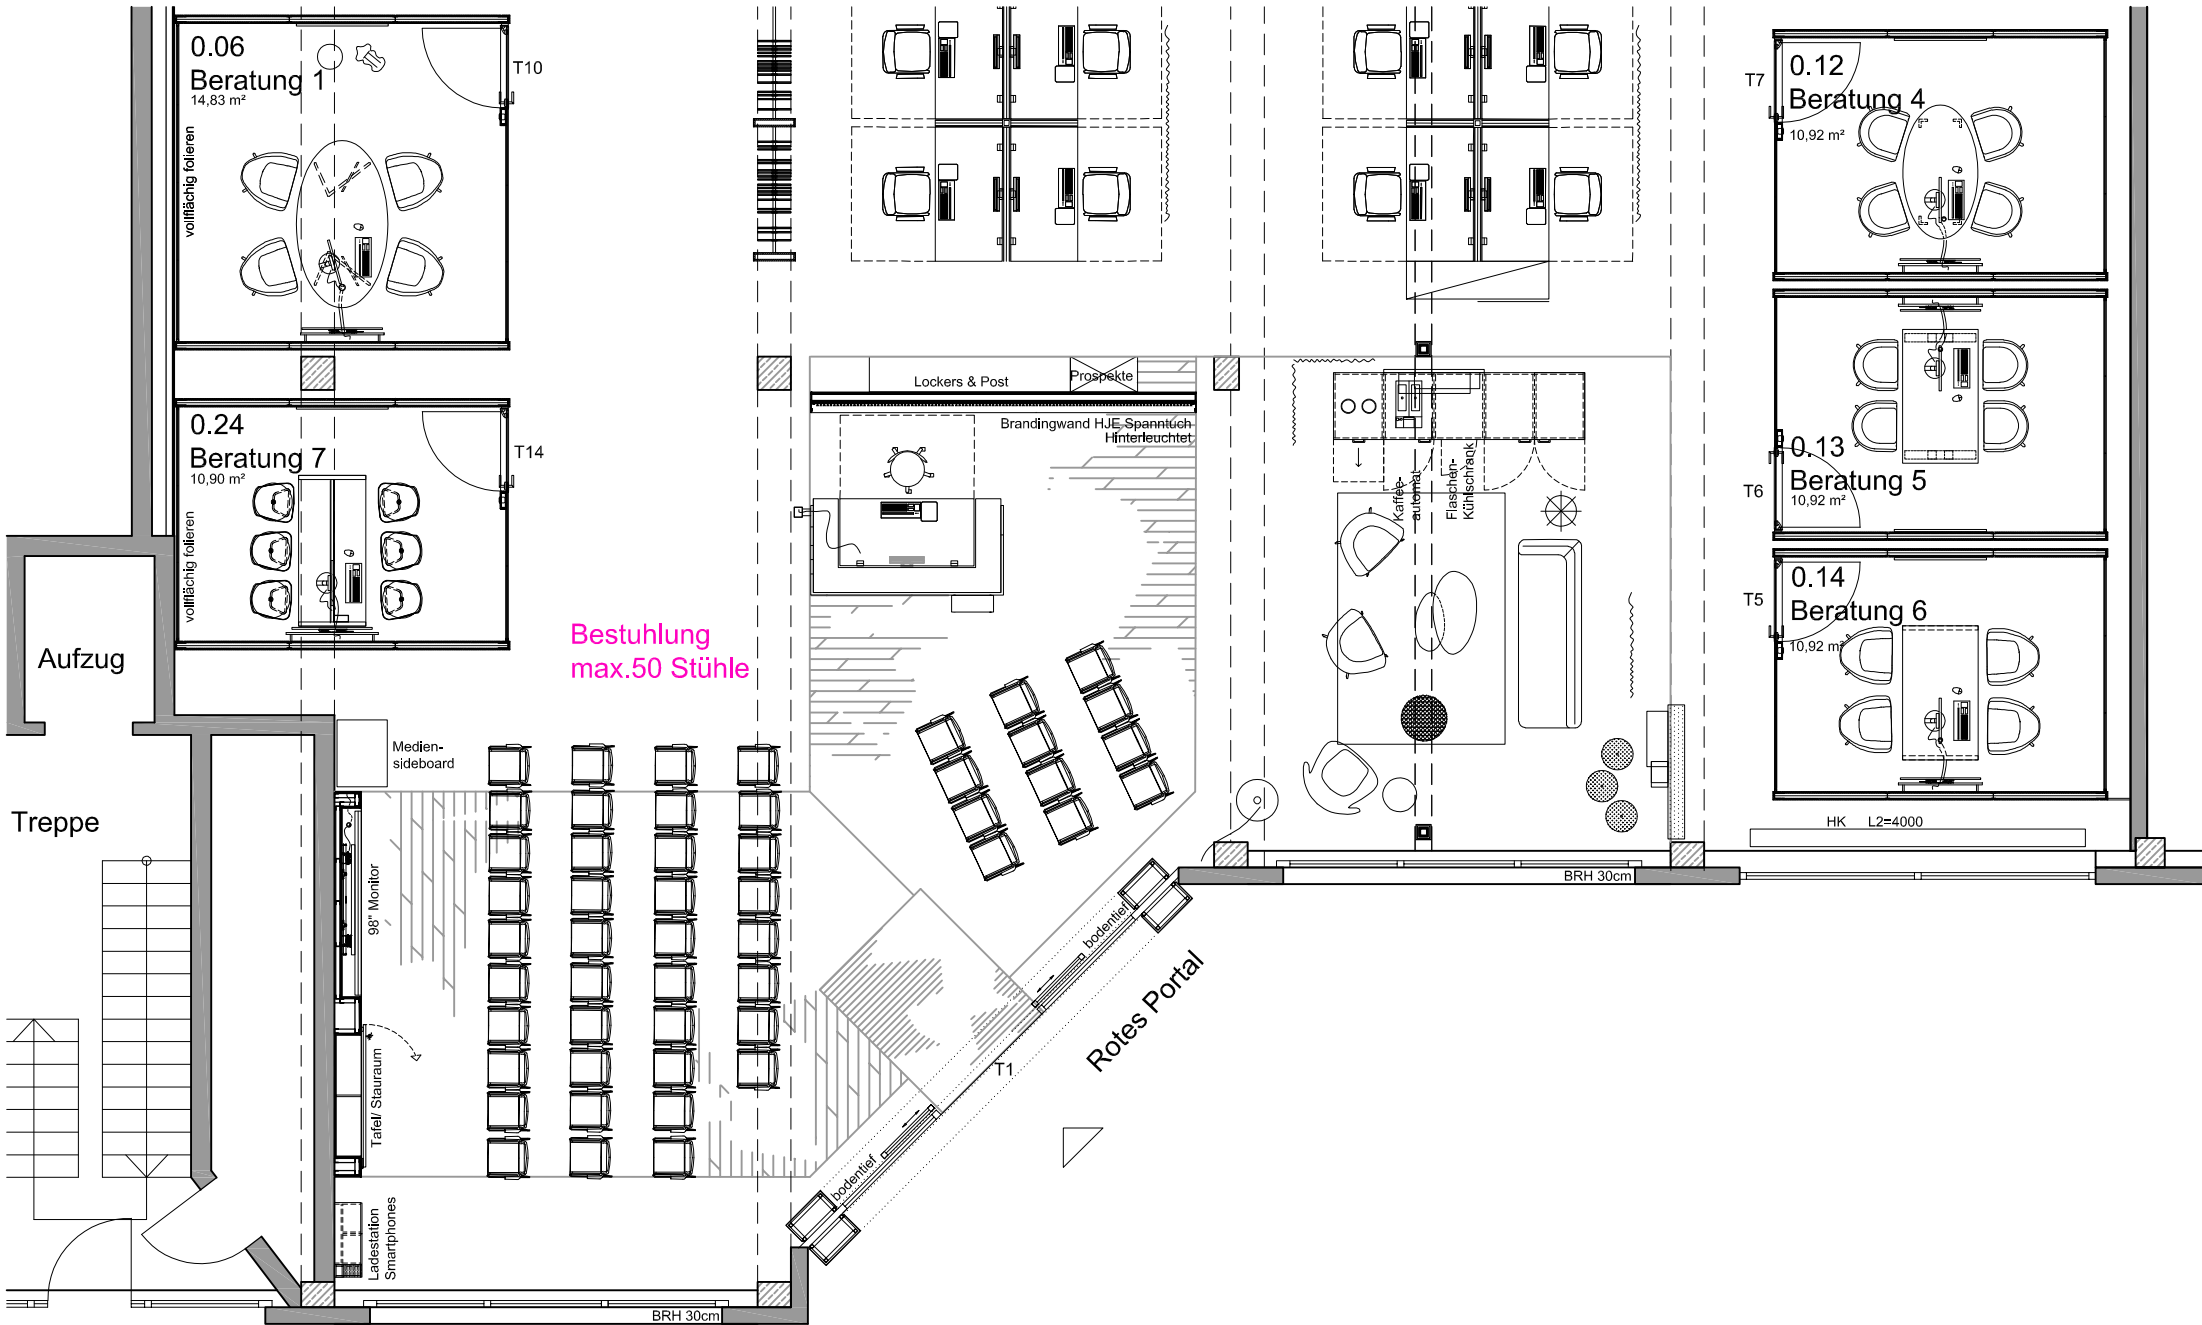 0.06
Beratung 1
14,83 m²
vollflächig folieren
T10
0.24
Beratung 7
10,90 m²
vollflächig folieren
T14
Aufzug
Treppe
Bestuhlung
max.50 Stühle
Medien-
sideboard
98" Monitor
Tafel/ Stauraum
Ladestation
Smartphones
BRH 30cm
Lockers & Post
Prospekte
Brandingwand HJE Spanntuch
Hinterleuchtet
Kaffee-
automat
Flaschen-
Kühlschrank
bodentief
bodentief
T1
Rotes Portal
BRH 30cm
T7
0.12
Beratung 4
10,92 m²
0.13
Beratung 5
10,92 m²
T6
T5
0.14
Beratung 6
10,92 m²
HK L2=4000